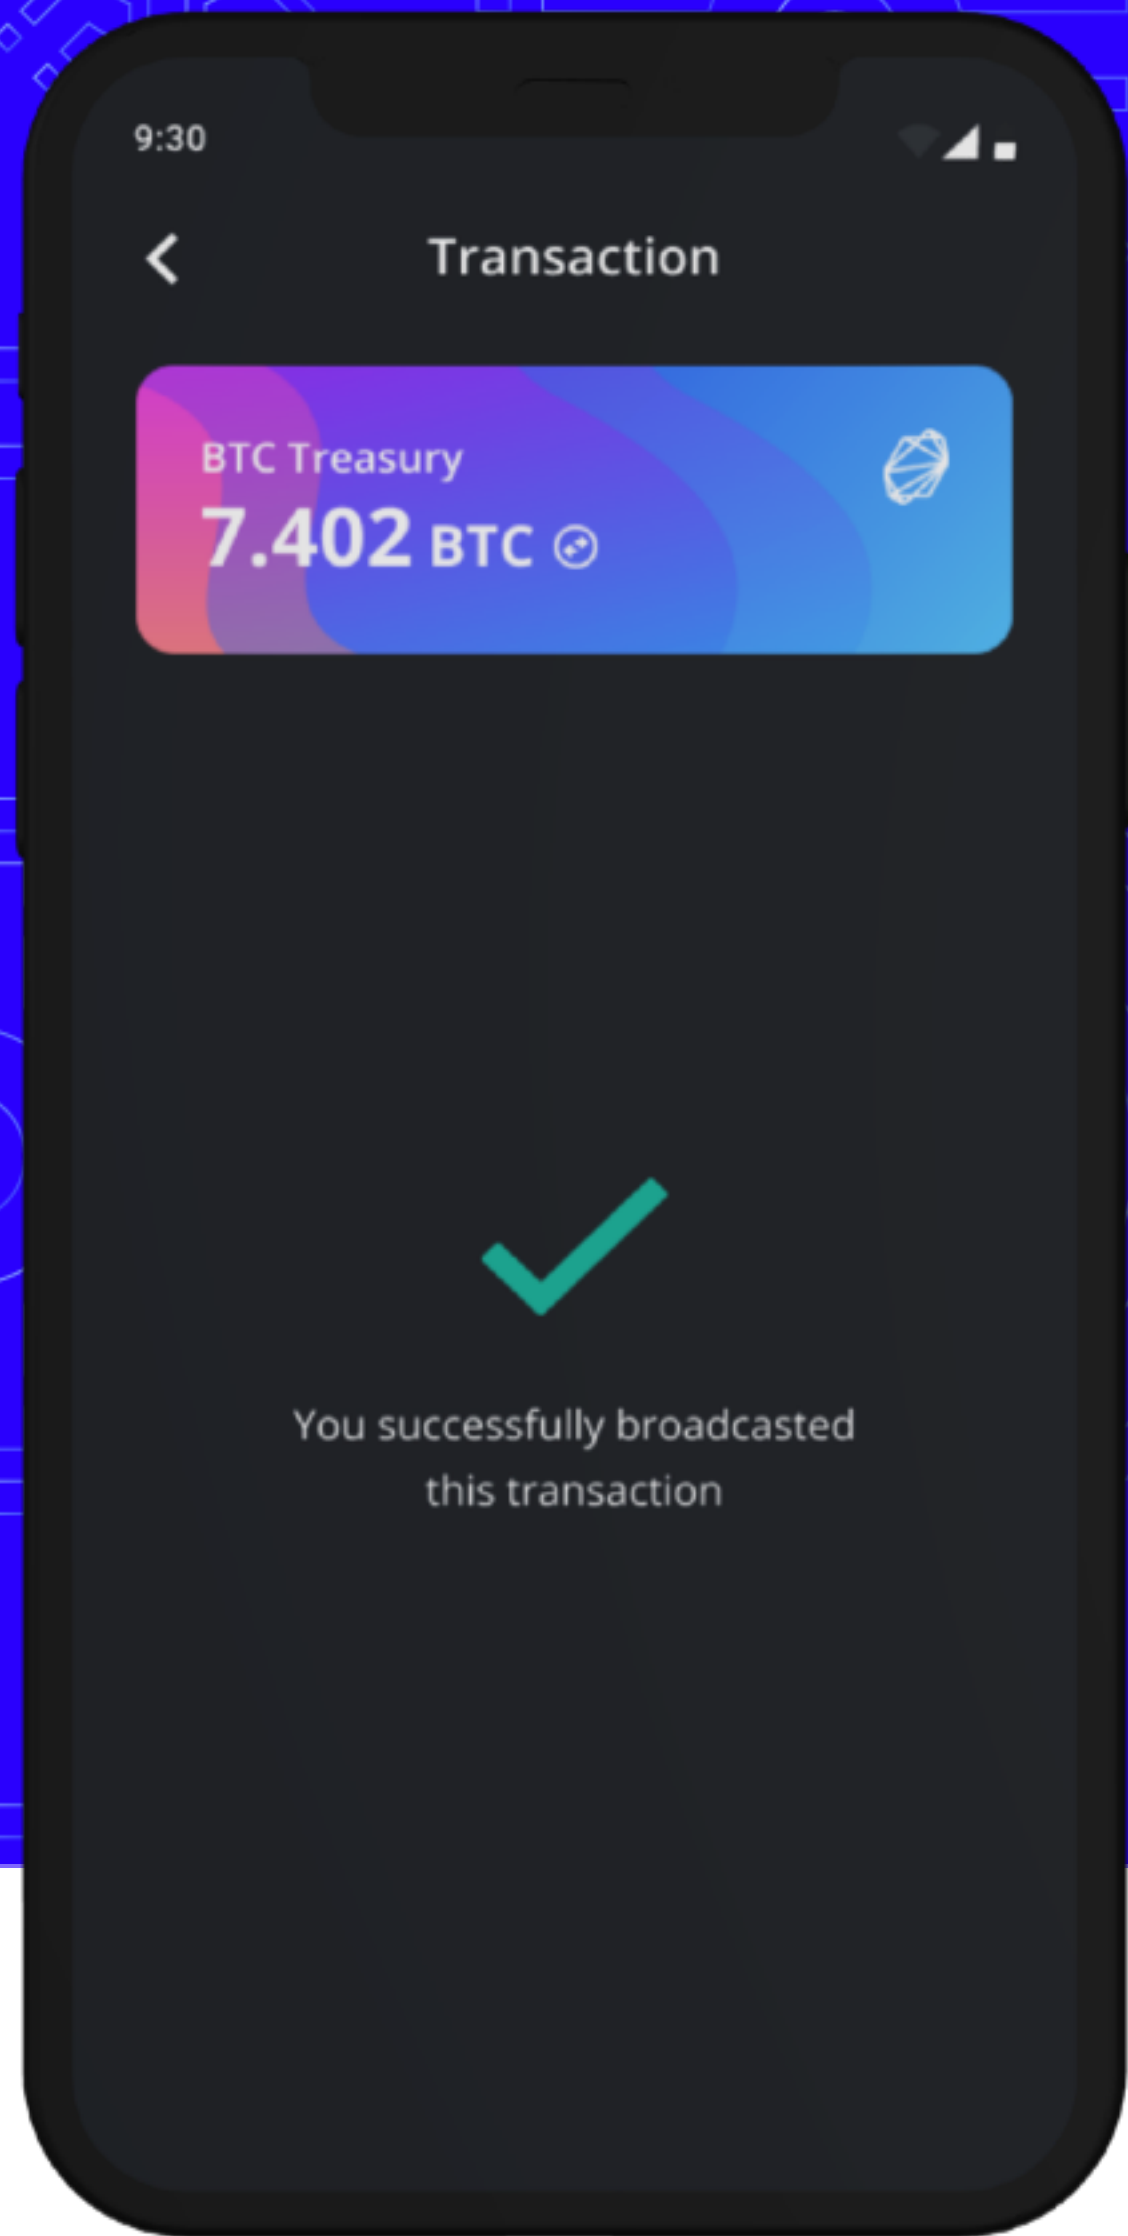 9:30
Transaction
BTC Treasury
7.402 BTC
You successfully broadcasted
this transaction